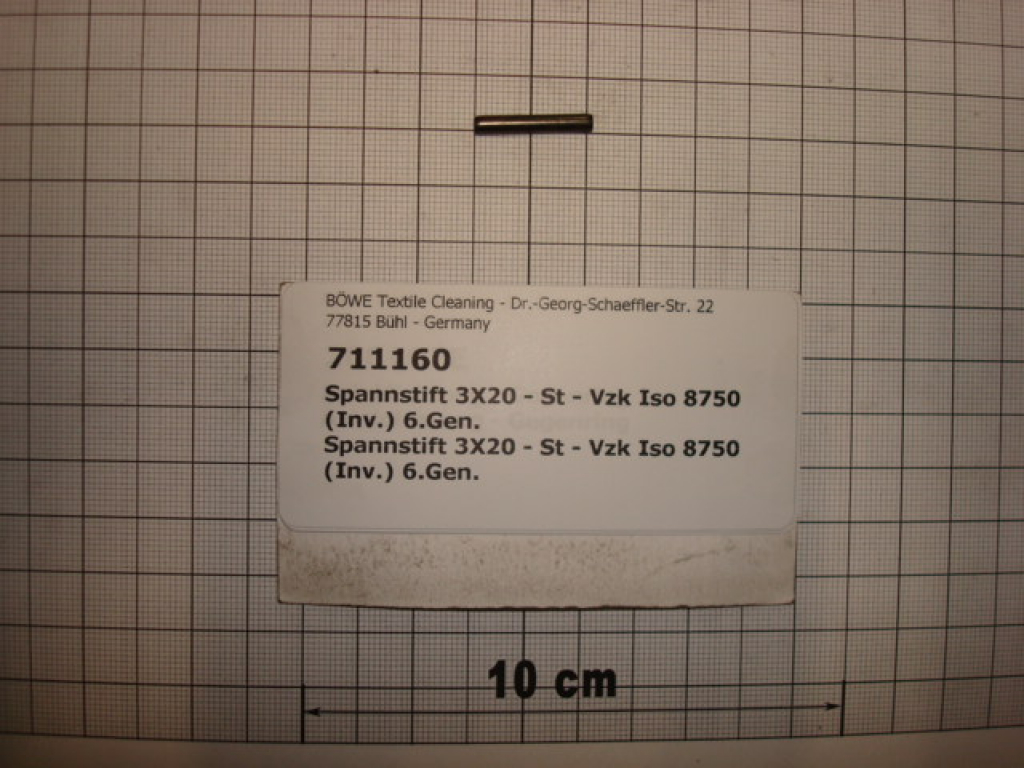 BÖWE Textile Cleaning - Dr.-Georg-Schaeffler-Str. 22
77815 Bühl - Germany
711160
Spannstift 3X20 - St - Vzk Iso 8750
(Inv.) 6.Gen.
Spannstift 3X20 - St - Vzk Iso 8750
(Inv.) 6.Gen.
10 cm